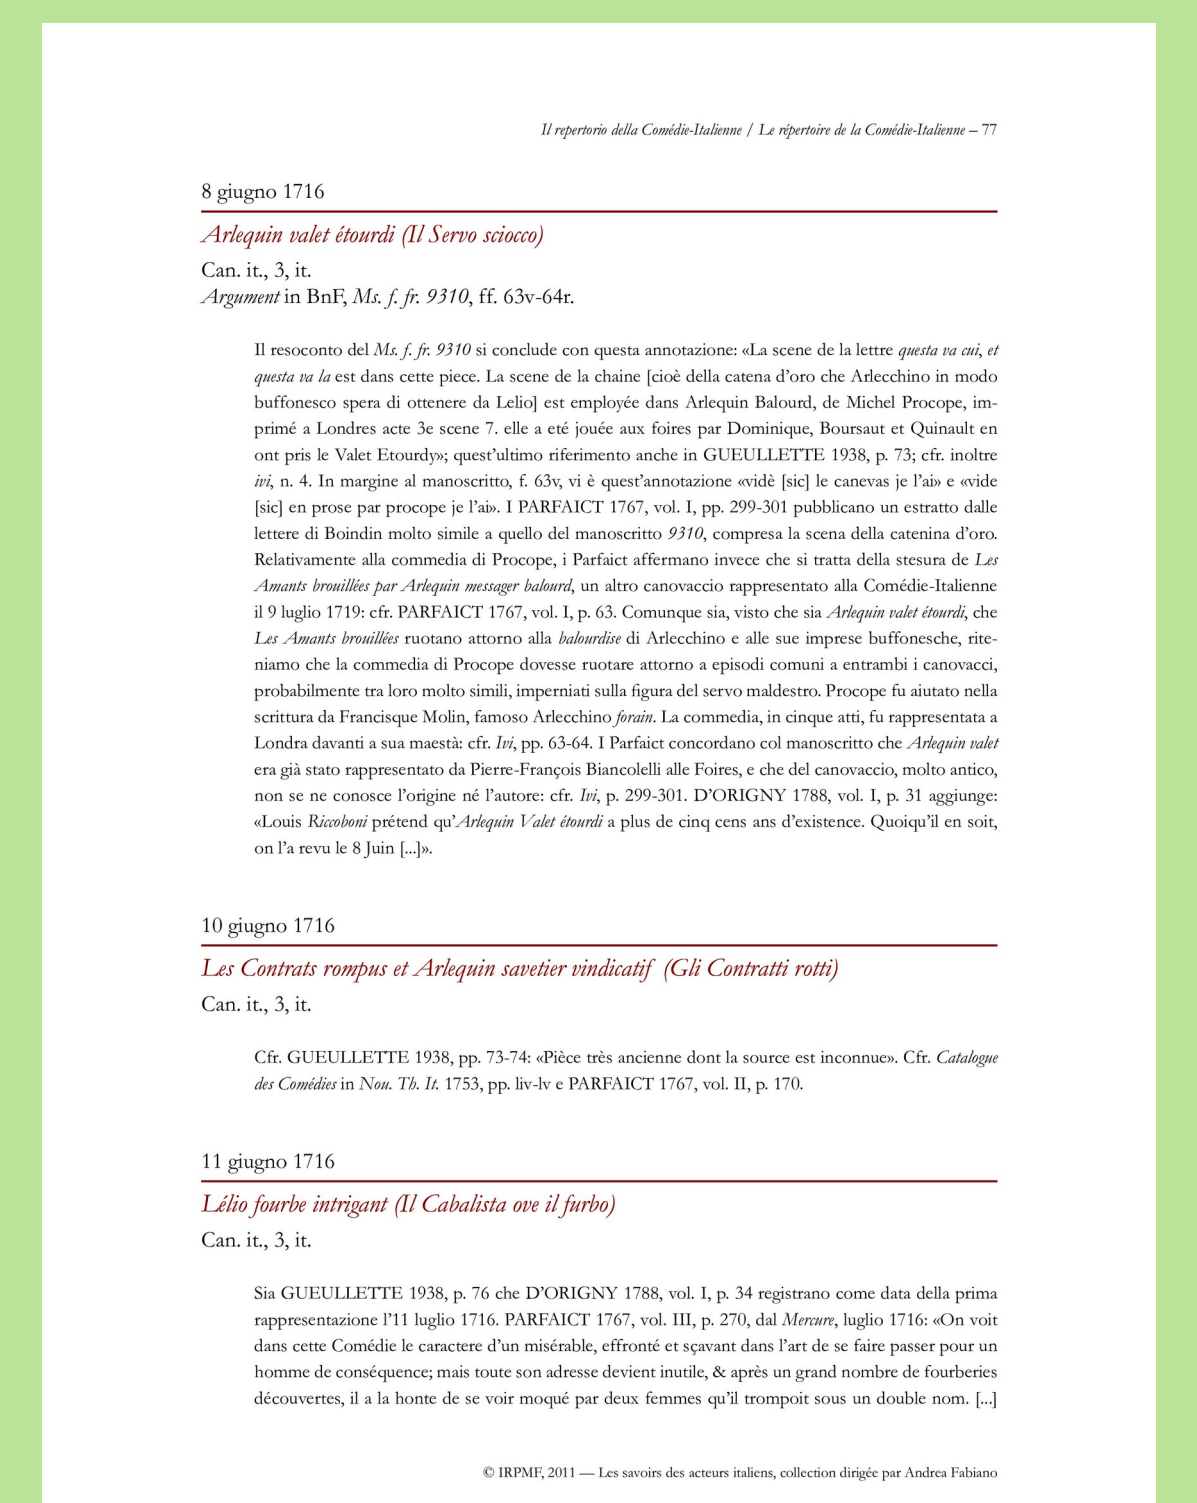 Il repertorio della Comédie-Italienne / Le répertoire de la Comédie-Italienne – 77
8 giugno 1716
Arlequin valet étourdi (Il Servo sciocco)
Can. it., 3, it.
Argument in BnF, Ms. f. fr. 9310, ff. 63v-64r.
Il resoconto del Ms. f. fr. 9310 si conclude con questa annotazione: «La scene de la lettre questa va cui, et
questa va la est dans cette piece. La scene de la chaine [cioè della catena d’oro che Arlecchino in modo
buffonesco spera di ottenere da Lelio] est employée dans Arlequin Balourd, de Michel Procope, im-
primé a Londres acte 3e scene 7. elle a eté jouée aux foires par Dominique, Boursaut et Quinault en
ont pris le Valet Etourdy»; quest’ultimo riferimento anche in GUEULLETTE 1938, p. 73; cfr. inoltre
ivi, n. 4. In margine al manoscritto, f. 63v, vi è quest’annotazione «vidè [sic] le canevas je l’ai» e «vide
[sic] en prose par procope je l’ai». I PARFAICT 1767, vol. I, pp. 299-301 pubblicano un estratto dalle
lettere di Boindin molto simile a quello del manoscritto 9310, compresa la scena della catenina d’oro.
Relativamente alla commedia di Procope, i Parfaict affermano invece che si tratta della stesura de Les
Amants brouillées par Arlequin messager balourd, un altro canovaccio rappresentato alla Comédie-Italienne
il 9 luglio 1719: cfr. PARFAICT 1767, vol. I, p. 63. Comunque sia, visto che sia Arlequin valet étourdi, che
Les Amants brouillées ruotano attorno alla balourdise di Arlecchino e alle sue imprese buffonesche, rite-
niamo che la commedia di Procope dovesse ruotare attorno a episodi comuni a entrambi i canovacci,
probabilmente tra loro molto simili, imperniati sulla figura del servo maldestro. Procope fu aiutato nella
scrittura da Francisque Molin, famoso Arlecchino forain. La commedia, in cinque atti, fu rappresentata a
Londra davanti a sua maestà: cfr. Ivi, pp. 63-64. I Parfaict concordano col manoscritto che Arlequin valet
era già stato rappresentato da Pierre-François Biancolelli alle Foires, e che del canovaccio, molto antico,
non se ne conosce l’origine né l’autore: cfr. Ivi, p. 299-301. D’ORIGNY 1788, vol. I, p. 31 aggiunge:
«Louis Riccoboni prétend qu’Arlequin Valet étourdi a plus de cinq cens ans d’existence. Quoiqu’il en soit,
on l’a revu le 8 Juin [...]».
10 giugno 1716
Les Contrats rompus et Arlequin savetier vindicatif (Gli Contratti rotti)
Can. it., 3, it.
Cfr. GUEULLETTE 1938, pp. 73-74: «Pièce très ancienne dont la source est inconnue». Cfr. Catalogue
des Comédies in Nou. Th. It. 1753, pp. liv-lv e PARFAICT 1767, vol. II, p. 170.
11 giugno 1716
Lélio fourbe intrigant (Il Cabalista ove il furbo)
Can. it., 3, it.
Sia GUEULLETTE 1938, p. 76 che D’ORIGNY 1788, vol. I, p. 34 registrano come data della prima
rappresentazione l’11 luglio 1716. PARFAICT 1767, vol. III, p. 270, dal Mercure, luglio 1716: «On voit
dans cette Comédie le caractere d’un misérable, effronté et sçavant dans l’art de se faire passer pour un
homme de conséquence; mais toute son adresse devient inutile, & après un grand nombre de fourberies
découvertes, il a la honte de se voir moqué par deux femmes qu’il trompoit sous un double nom. [...]
© IRPMF, 2011 — Les savoirs des acteurs italiens, collection dirigée par Andrea Fabiano